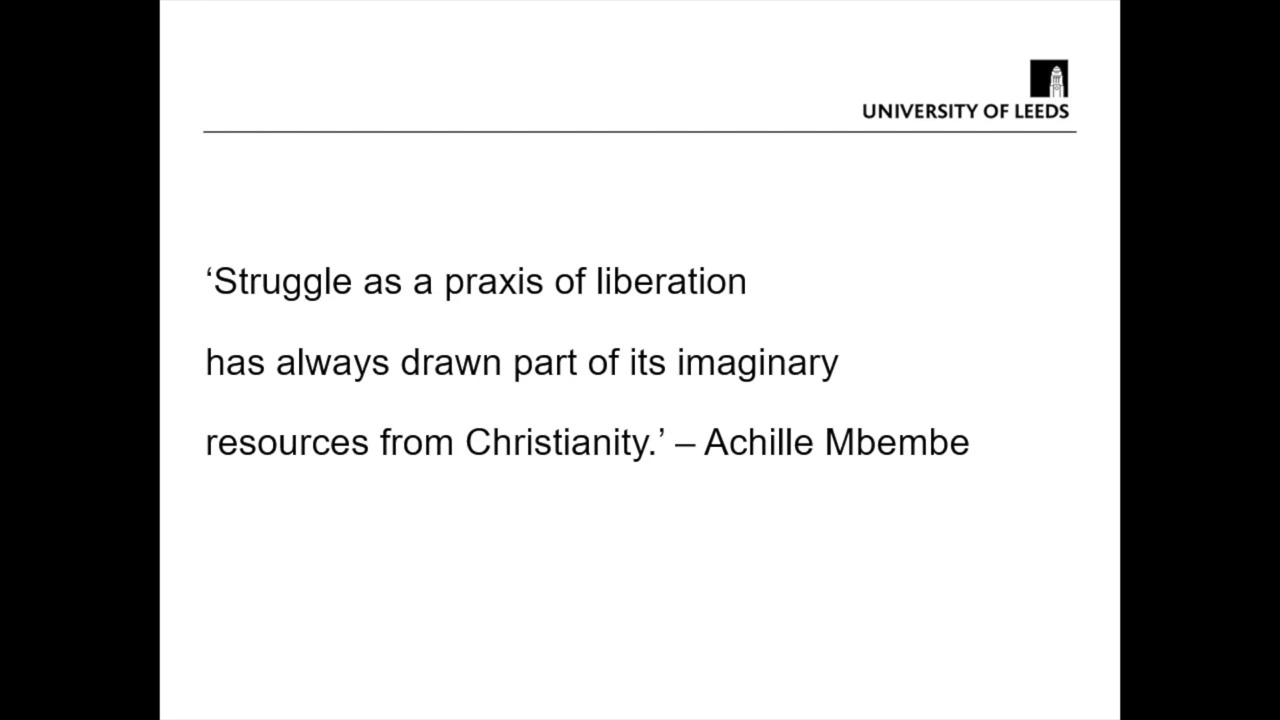 UNIVERSITY OF LEEDS
‘Struggle as a praxis of liberation
has always drawn part of its imaginary
resources from Christianity.’ – Achille Mbembe